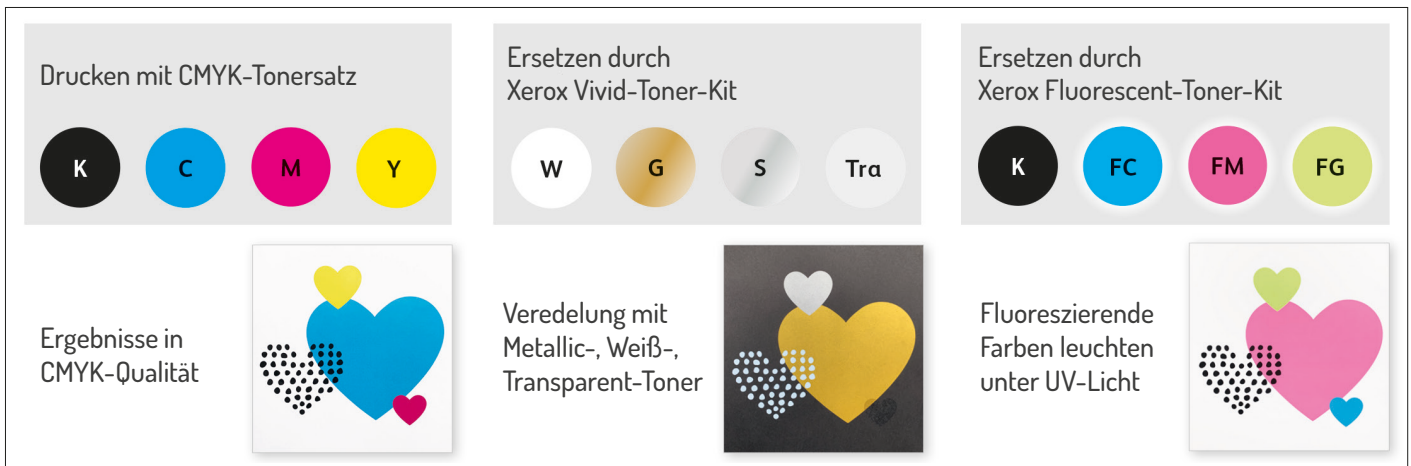 Drucken mit CMYK-Tonersatz
K C M Y
Ergebnisse in
CMYK-Qualität
Ersetzen durch
Xerox Vivid-Toner-Kit
W G S Tra
Veredelung mit
Metallic-, Weiß-,
Transparent-Toner
Ersetzen durch
Xerox Fluorescent-Toner-Kit
K FC FM FG
Fluoreszierende
Farben leuchten
unter UV-Licht